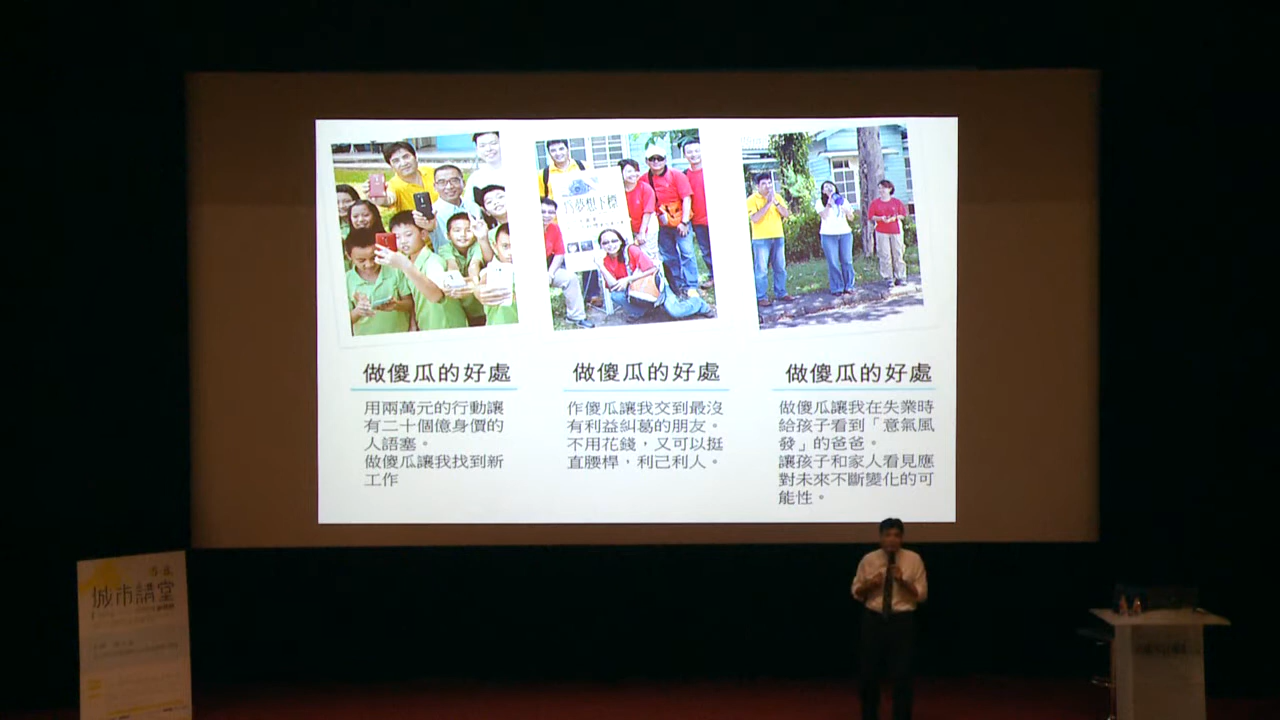 為夢想下標
做傻瓜的好處
用兩萬元的行動讓
有二十個億身價的
人語塞。
做傻瓜讓我找到新
工作
做傻瓜的好處
作傻瓜讓我交到最沒
有利益糾葛的朋友。
不用花錢，又可以挺
直腰桿，利己利人。
做傻瓜的好處
做傻瓜讓我在失業時
給孩子看到「意氣風
發」的爸爸。
讓孩子和家人看見應
對未來不斷變化的可
能性。
城市講堂